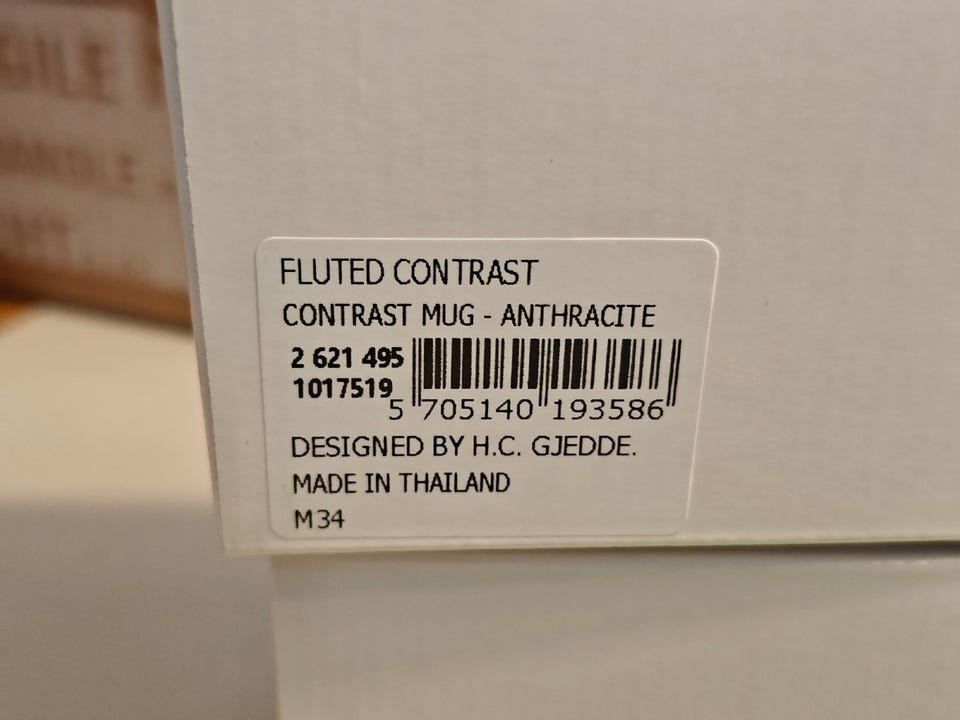 FLUTED CONTRAST
CONTRAST MUG - ANTHRACITE
2 621 495
1017519
5 705140 193586
DESIGNED BY H.C. GJEDDE.
MADE IN THAILAND
M34